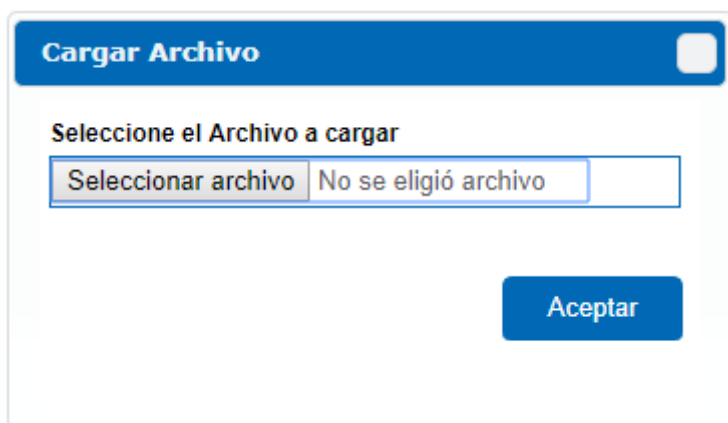 Cargar Archivo
Seleccione el Archivo a cargar
Seleccionar archivo No se eligió archivo
Aceptar